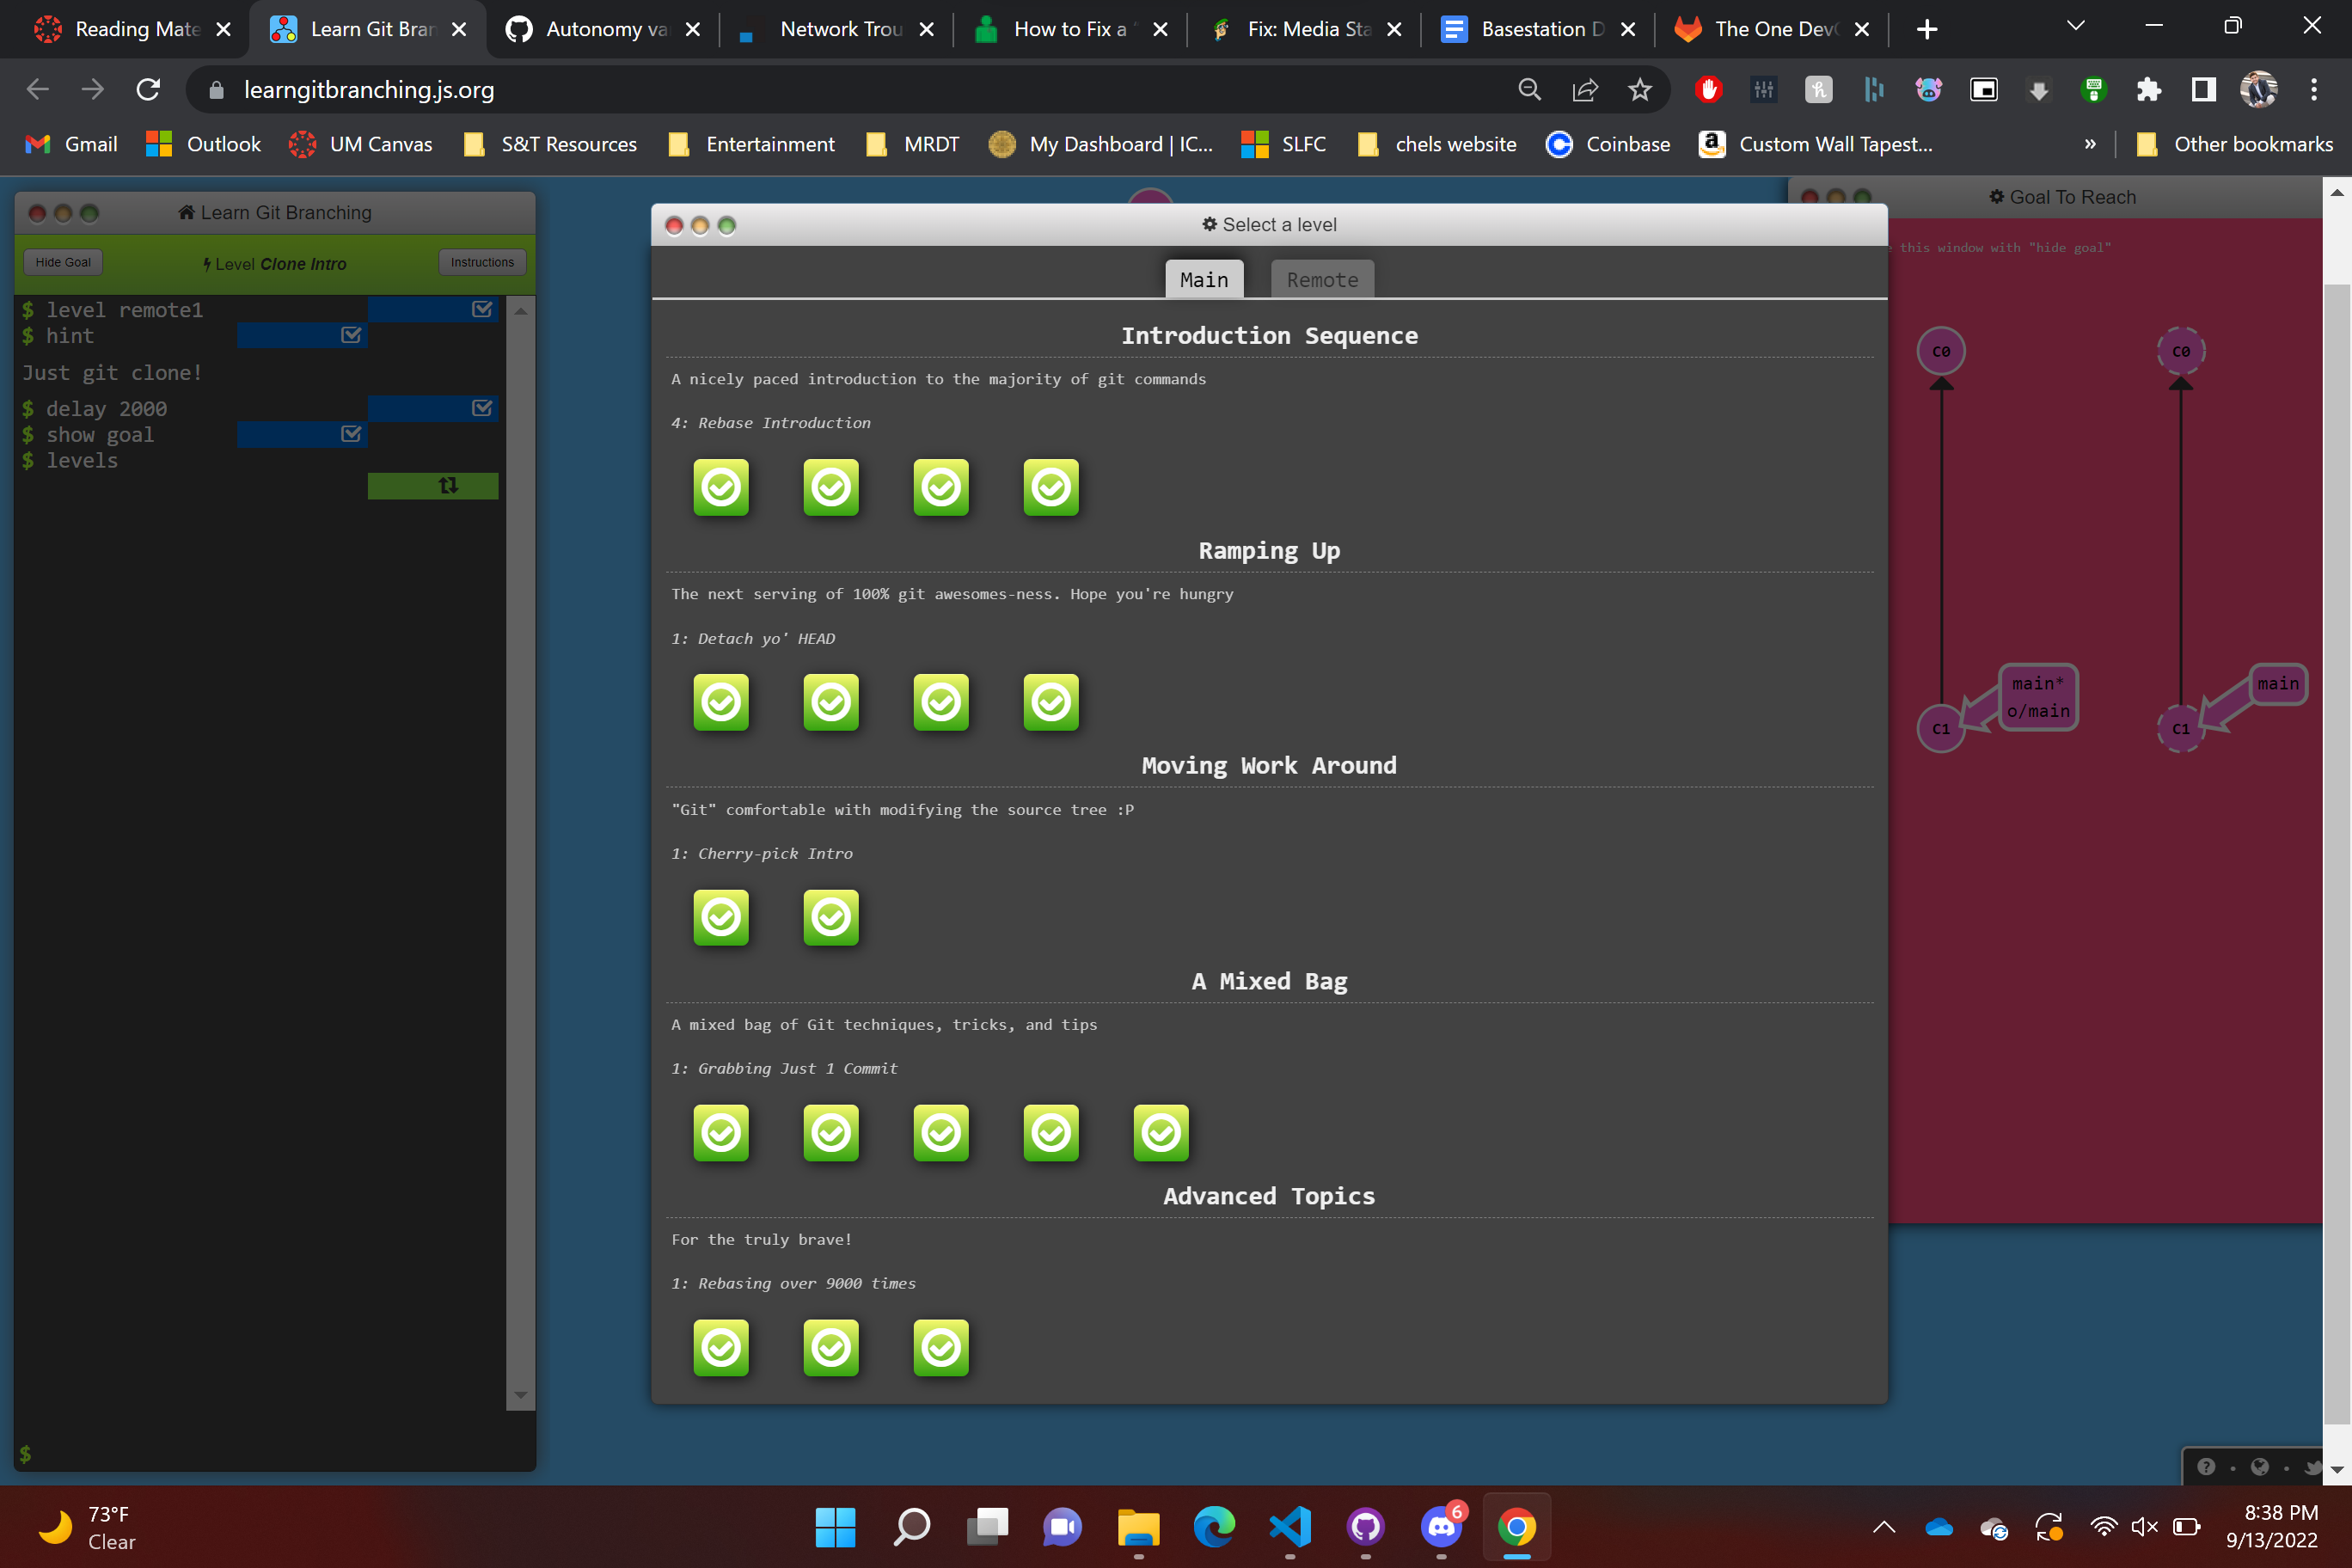 Reading Mate
Learn Git Bran
Autonomy va
Network Trou
How to Fix a "
Fix: Media Sta
Basestation D
The One DevO
learngitbranching.js.org
Gmail
Outlook
UM Canvas
S&T Resources
Entertainment
MRDT
My Dashboard | IC...
SLFC
chels website
Coinbase
Custom Wall Tapest...
»
Other bookmarks
Learn Git Branching
Hide Goal
Level Clone Intro
Instructions
$ level remote1
$ hint
Just git clone!
$ delay 2000
$ show goal
$ levels
$
Select a level
Main
Remote
Introduction Sequence
A nicely paced introduction to the majority of git commands
4: Rebase Introduction
Ramping Up
The next serving of 100% git awesomes-ness. Hope you're hungry
1: Detach yo' HEAD
Moving Work Around
"Git" comfortable with modifying the source tree :P
1: Cherry-pick Intro
A Mixed Bag
A mixed bag of Git techniques, tricks, and tips
1: Grabbing Just 1 Commit
Advanced Topics
For the truly brave!
1: Rebasing over 9000 times
Goal To Reach
this window with "hide goal"
C0
C0
main*
o/main
main
C1
C1
73°F
Clear
6
8:38 PM
9/13/2022